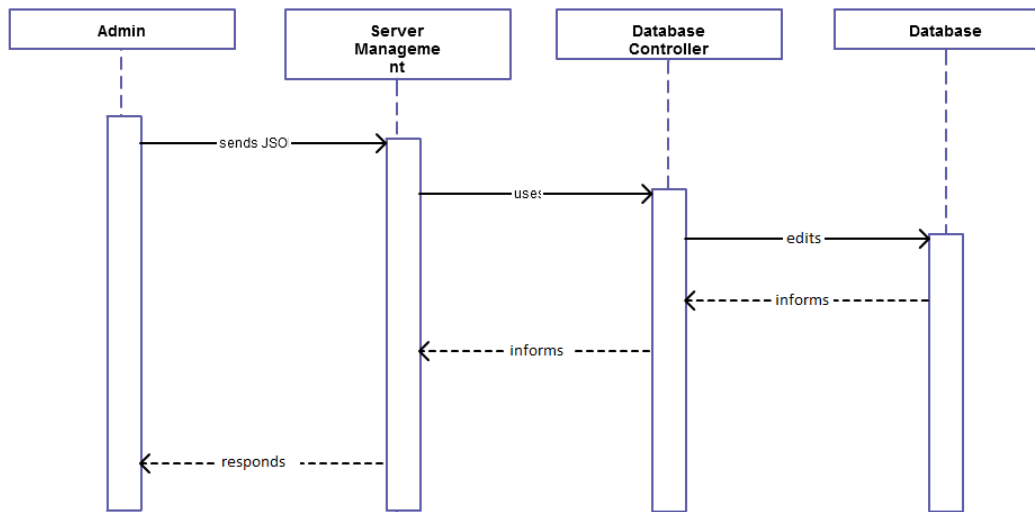 Admin
Server
Manageme
nt
Database
Controller
Database
sends JSO
uses
edits
informs
informs
responds